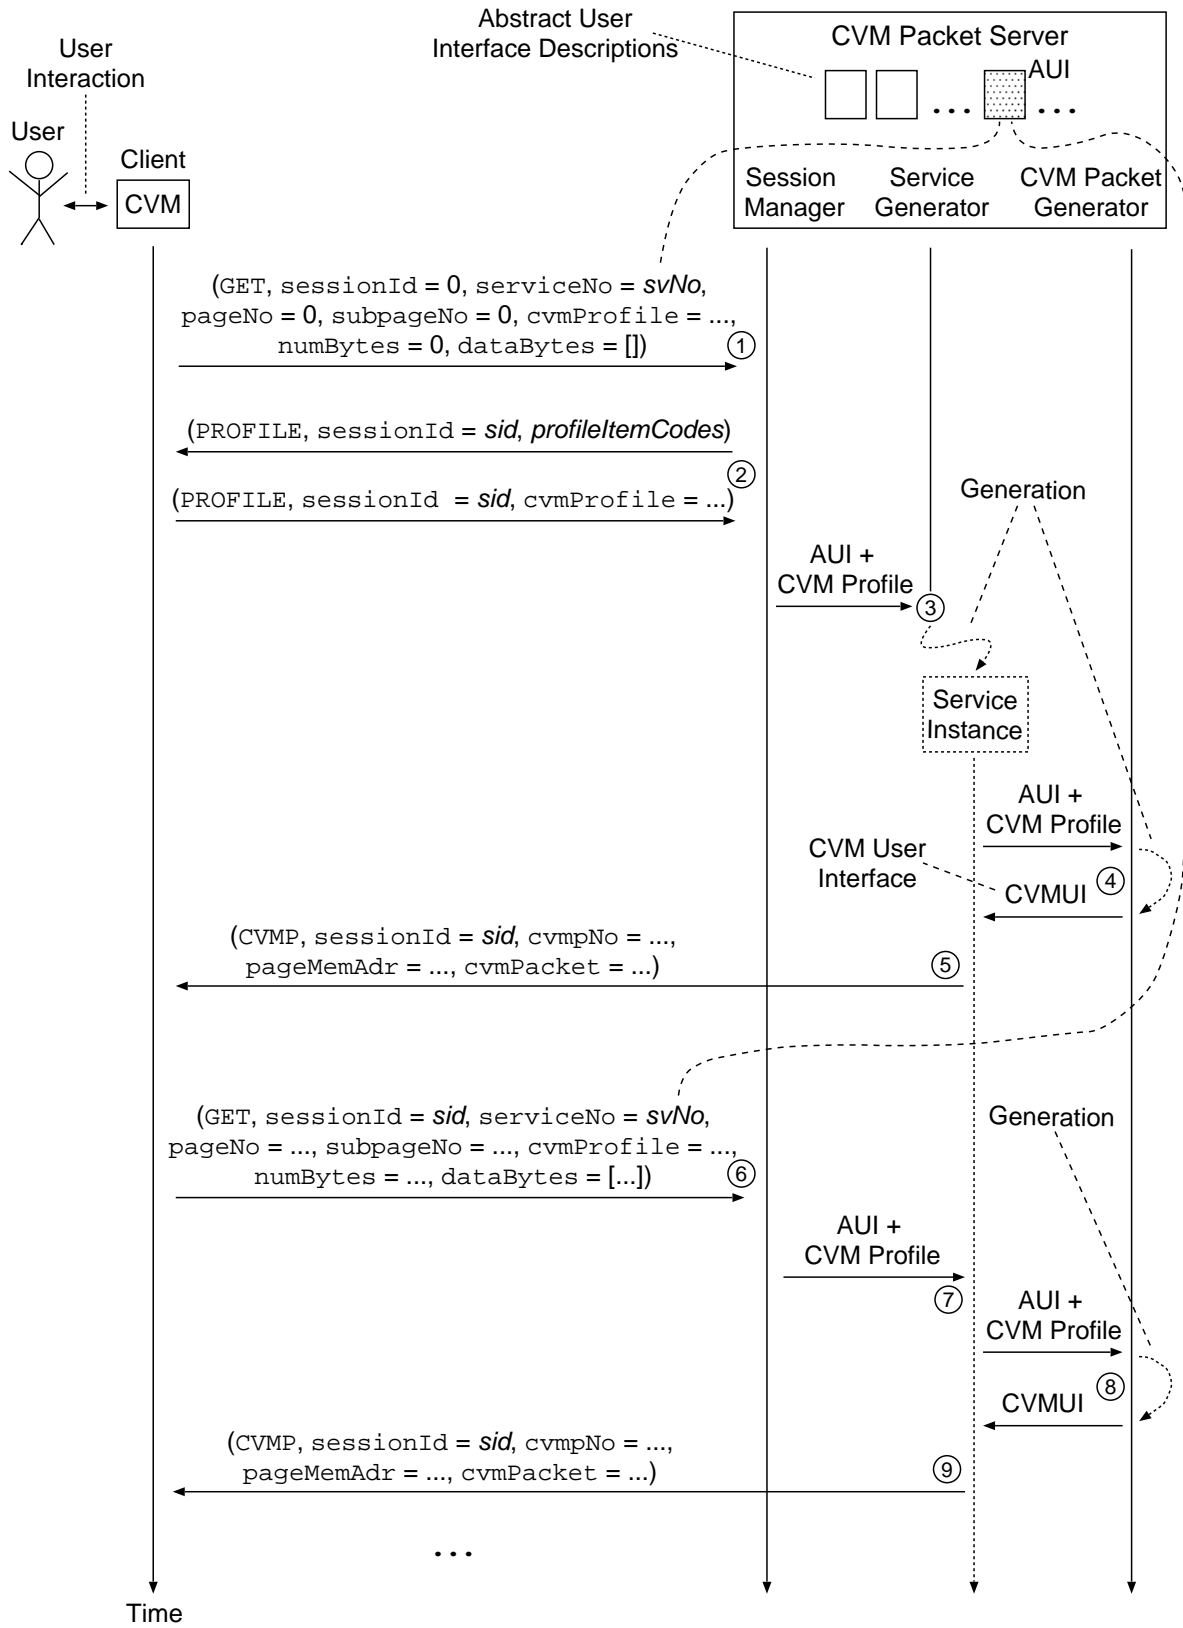 Abstract User
Interface Descriptions
User
Interaction
User
Client
CVM
CVM Packet Server
AUI
...
...
Session
Manager
Service
Generator
CVM Packet
Generator
(GET, sessionId = 0, serviceNo = svNo,
pageNo = 0, subpageNo = 0, cvmProfile = ...,
numBytes = 0, dataBytes = [])
1
(PROFILE, sessionId = sid, profileItemCodes)
2
(PROFILE, sessionId = sid, cvmProfile = ...)
Generation
AUI +
CVM Profile
3
Service
Instance
AUI +
CVM Profile
CVM User
Interface
4
CVMUI
(CVMP, sessionId = sid, cvmpNo = ...,
pageMemAdr = ..., cvmPacket = ...)
5
(GET, sessionId = sid, serviceNo = svNo,
pageNo = ..., subpageNo = ..., cvmProfile = ...,
numBytes = ..., dataBytes = [...])
6
Generation
AUI +
CVM Profile
7
AUI +
CVM Profile
8
CVMUI
(CVMP, sessionId = sid, cvmpNo = ...,
pageMemAdr = ..., cvmPacket = ...)
9
...
Time